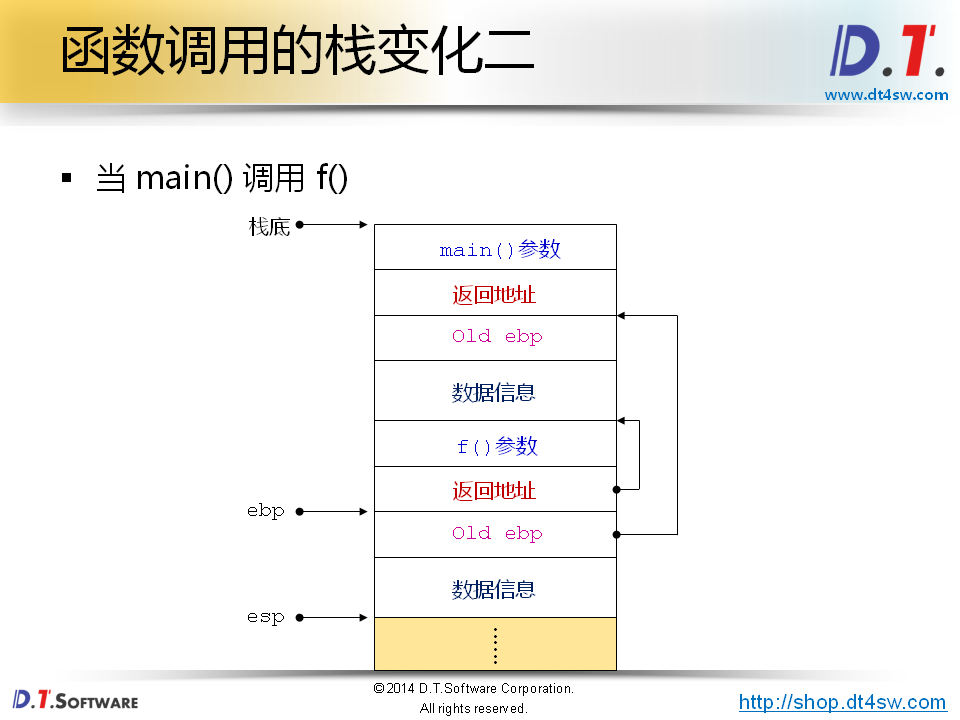 函数调用的栈变化二
D.T.
www.dt4sw.com
▪ 当 main() 调用 f()
栈底
main()参数
返回地址
Old ebp
数据信息
f()参数
返回地址
ebp
Old ebp
数据信息
esp
D.T.SOFTWARE
©2014 D.T.Software Corporation.
All rights reserved.
http://shop.dt4sw.com